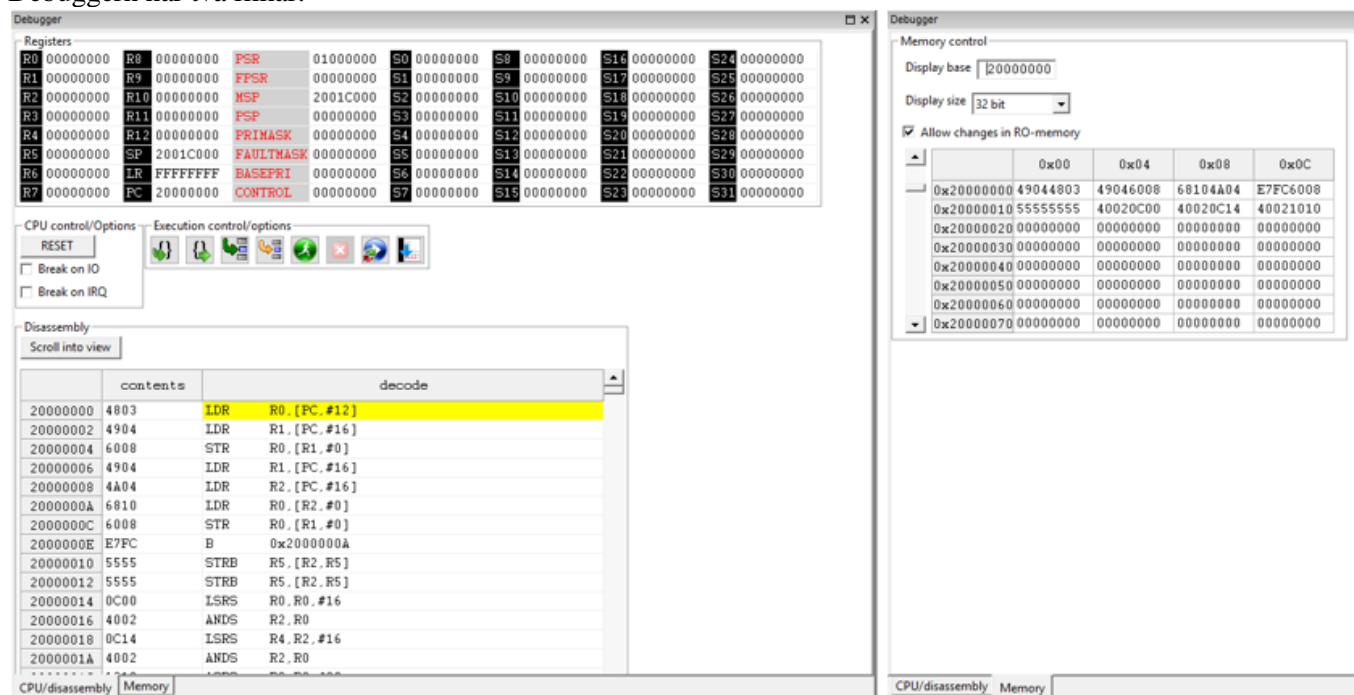 Debuggern har två flikar:
Debugger
Registers
R0 00000000 R8 00000000 PSR 01000000 S0 00000000 S8 00000000 S16 00000000 S24 00000000
R1 00000000 R9 00000000 FPSR 00000000 S1 00000000 S9 00000000 S17 00000000 S25 00000000
R2 00000000 R10 00000000 MSP 2001C000 S2 00000000 S10 00000000 S18 00000000 S26 00000000
R3 00000000 R11 00000000 PSP 00000000 S3 00000000 S11 00000000 S19 00000000 S27 00000000
R4 00000000 R12 00000000 PRIMASK 00000000 S4 00000000 S12 00000000 S20 00000000 S28 00000000
R5 00000000 SP 2001C000 FAULTMASK 00000000 S5 00000000 S13 00000000 S21 00000000 S29 00000000
R6 00000000 LR FFFFFFFF BASEPRI 00000000 S6 00000000 S14 00000000 S22 00000000 S30 00000000
R7 00000000 PC 20000000 CONTROL 00000000 S7 00000000 S15 00000000 S23 00000000 S31 00000000
CPU control/Options Execution control/options
RESET
Break on IO
Break on IRQ
Disassembly
Scroll into view
contents decode
20000000 4803 LDR R0,[PC,#12]
20000002 4904 LDR R1,[PC,#16]
20000004 6008 STR R0,[R1,#0]
20000006 4904 LDR R1,[PC,#16]
20000008 4A04 LDR R2,[PC,#16]
2000000A 6810 LDR R0,[R2,#0]
2000000C 6008 STR R0,[R1,#0]
2000000E E7FC B 0x2000000A
20000010 5555 STRB R5,[R2,R5]
20000012 5555 STRB R5,[R2,R5]
20000014 0C00 LSRS R0,R0,#16
20000016 4002 ANDS R2,R0
20000018 0C14 LSRS R4,R2,#16
2000001A 4002 ANDS R2,R0
CPU/disassembly Memory
Debugger
Memory control
Display base 20000000
Display size 32 bit
Allow changes in RO-memory
0x00 0x04 0x08 0x0C
0x20000000 49044803 49046008 68104A04 E7FC6008
0x20000010 55555555 40020C00 40020C14 40021010
0x20000020 00000000 00000000 00000000 00000000
0x20000030 00000000 00000000 00000000 00000000
0x20000040 00000000 00000000 00000000 00000000
0x20000050 00000000 00000000 00000000 00000000
0x20000060 00000000 00000000 00000000 00000000
0x20000070 00000000 00000000 00000000 00000000
CPU/disassembly Memory